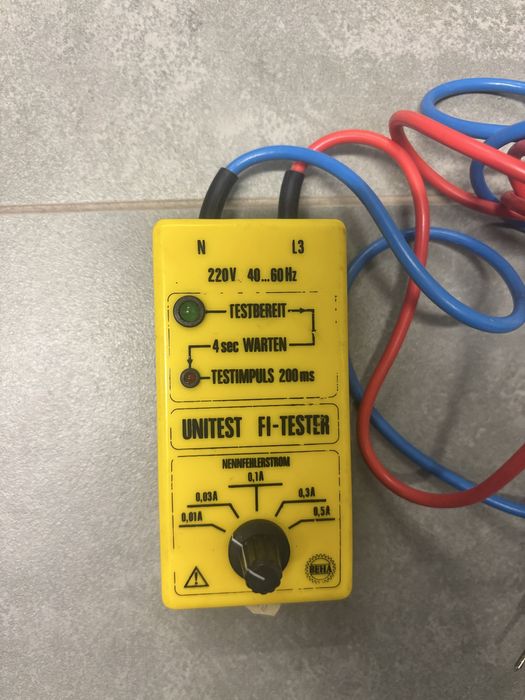 N L3
220V 40...60Hz
TESTBEREIT
4 sec WARTEN
TESTIMPULS 200ms
UNITEST FI-TESTER
NENNFEHLERSTROM
0,1A
0,03A 0,3A
0,01A 0,5A
BEHA